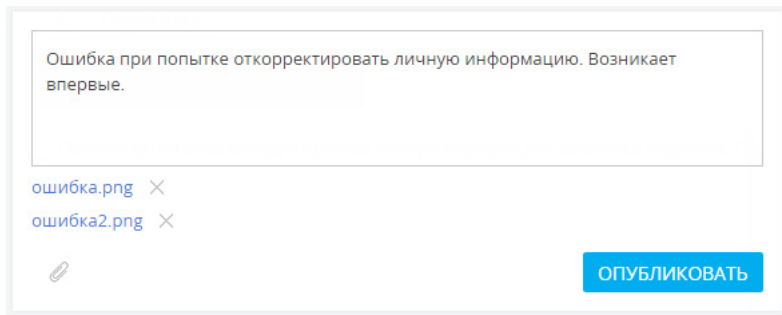 Ошибка при попытке откорректировать личную информацию. Возникает
впервые.
ошибка.png
ошибка2.png
ОПУБЛИКОВАТЬ